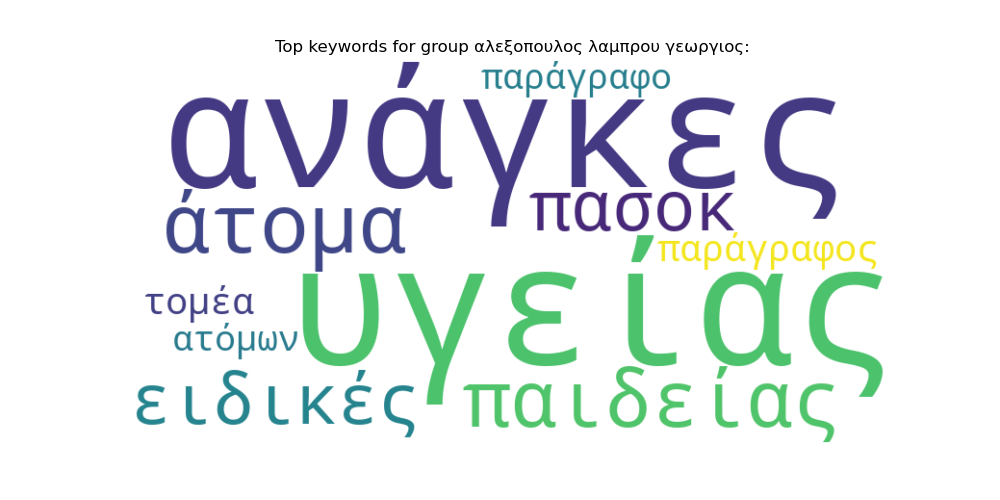 Top keywords for group αλεξοπουλος λαμπρου γεωργιος:
παράγραφο
ανάγκες
άτομα
πασοκ
παράγραφος
υγείας
τομέα
ατόμων
ειδικές
παιδείας